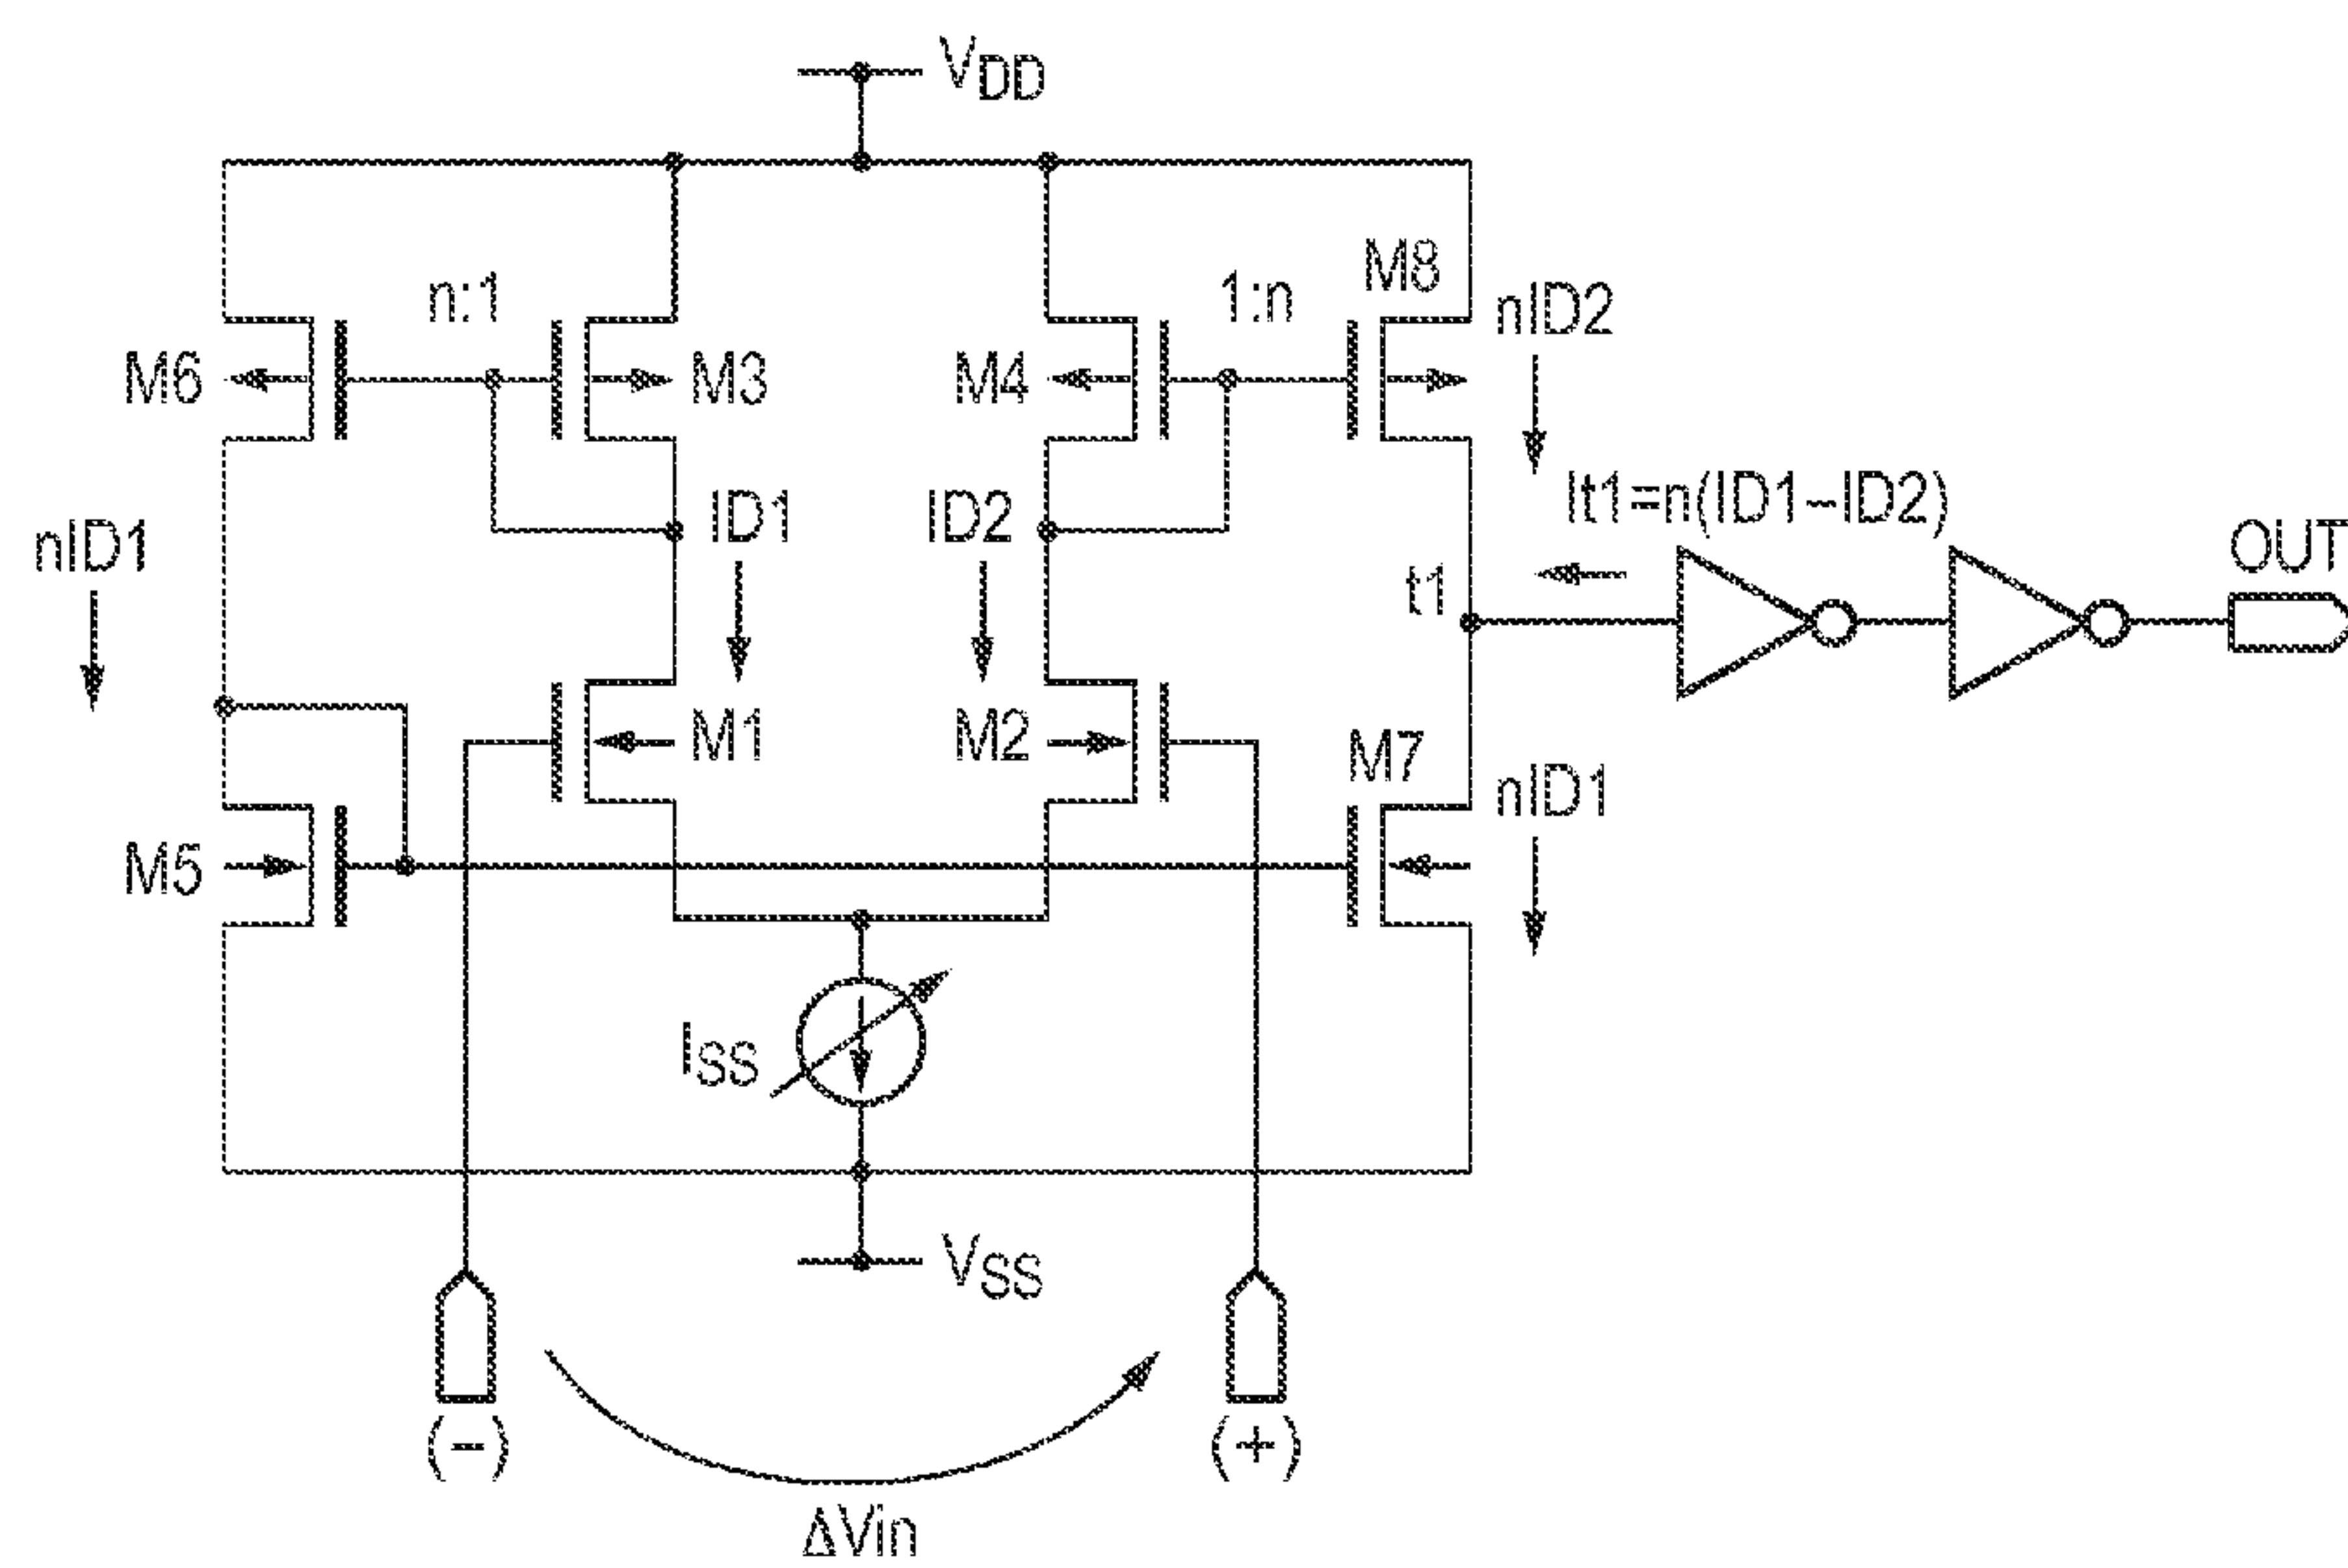 VDD
M8
n:1
1:n
nID2
M6
M3
M4
It1=n(ID1-ID2)
nID1
ID1
ID2
OUT
t1
M1
M2
M7
nID1
M5
ISS
VSS
(-)
(+)
ΔVin